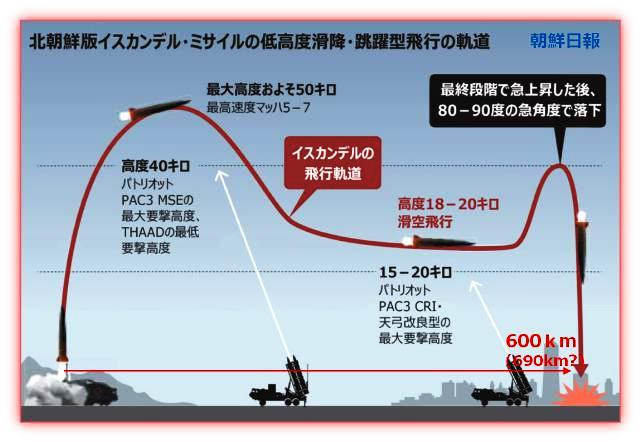 北朝鮮版イスカンデル・ミサイルの低高度滑降・跳躍型飛行の軌道
朝鮮日報
最大高度およそ50キロ
最高速度マッハ5－7
最終段階で急上昇した後、
80－90度の急角度で落下
イスカンデルの
飛行軌道
高度40キロ
パトリオット
PAC3 MSEの
最大要撃高度、
THAADの最低
要撃高度
高度18－20キロ
滑空飛行
15－20キロ
パトリオット
PAC3 CRI・
天弓改良型の
最大要撃高度
600ｋｍ
(690km?)